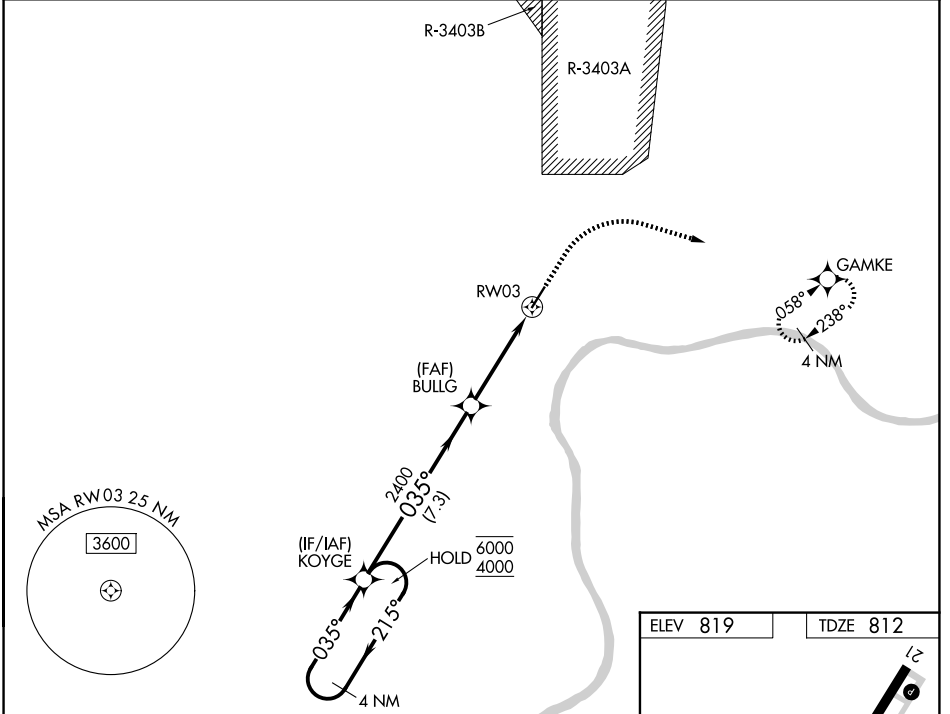 R-3403B
R-3403A
GAMKE
058°
238°
4 NM
RW03
(FAF)
BULLG
2400
035°
(7.3)
MSA RW03 25 NM
3600
(IF/IAF)
KOYGE
HOLD
6000
4000
035°
215°
4 NM
ELEV 819
TDZE 812
21
P